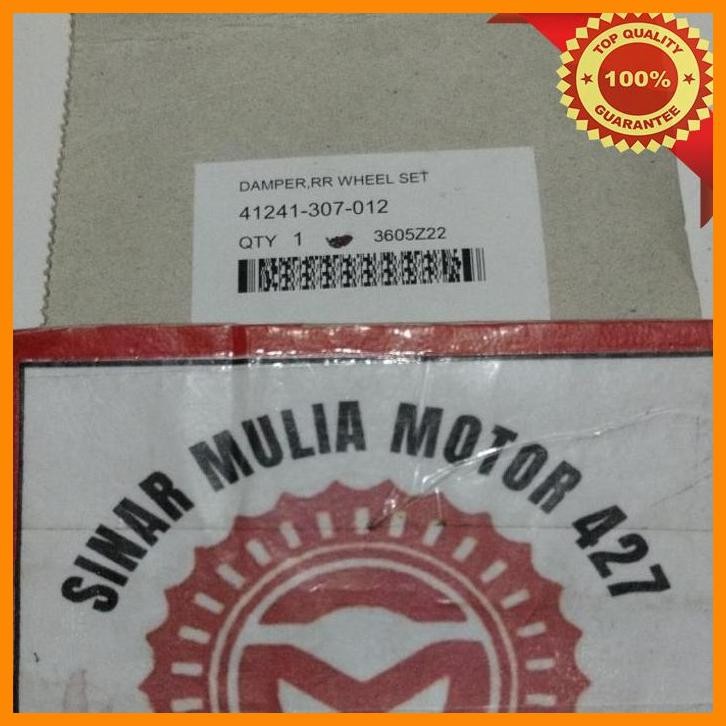 TOP QUALITY
100%
GUARANTEE
DAMPER,RR WHEEL SET
41241-307-012
QTY 1 3605Z22
SINAR MULIA MOTOR 427